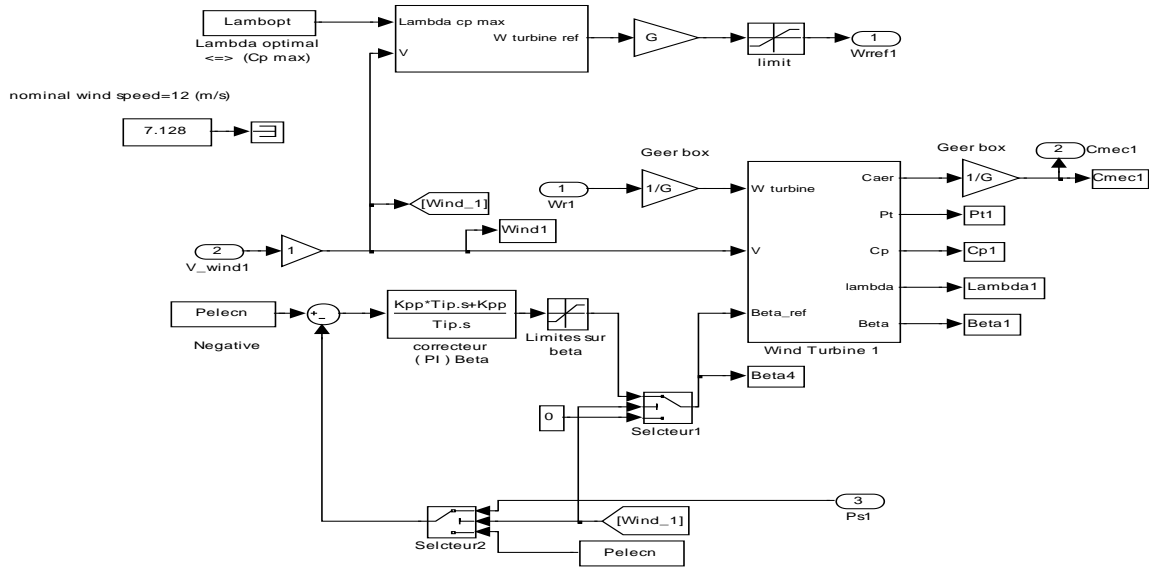 Lambopt
Lambda optimal
<=> (Cp max)
Lambda cp max
V
W turbine ref
G
limit
1
Wrref1
nominal wind speed=12 (m/s)
7.128
Geer box
1
Wr1
1/G
W turbine
V
Beta_ref
Caer
Pt
Cp
lambda
Beta
Wind Turbine 1
Geer box
1/G
2
Cmec1
Cmec1
Pt1
Cp1
Lambda1
Beta1
[Wind_1]
Wind1
2
V_wind1
1
Pelecn
Negative
+
−
Kpp*Tip.s+Kpp
Tip.s
correcteur
( PI ) Beta
Limites sur
beta
Beta4
0
Selcteur1
3
Ps1
[Wind_1]
Selcteur2
Pelecn